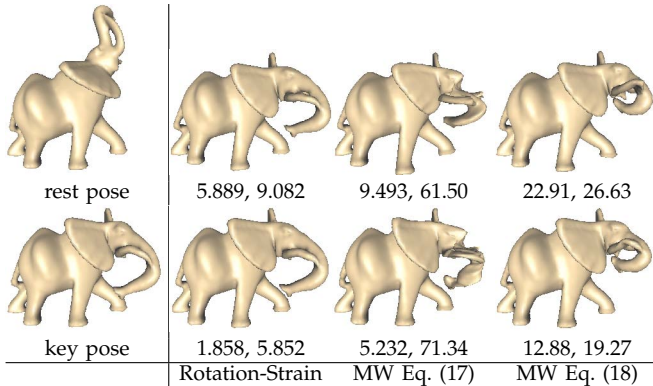 rest pose 5.889, 9.082 9.493, 61.50 22.91, 26.63
key pose 1.858, 5.852 5.232, 71.34 12.88, 19.27
Rotation-Strain MW Eq. (17) MW Eq. (18)